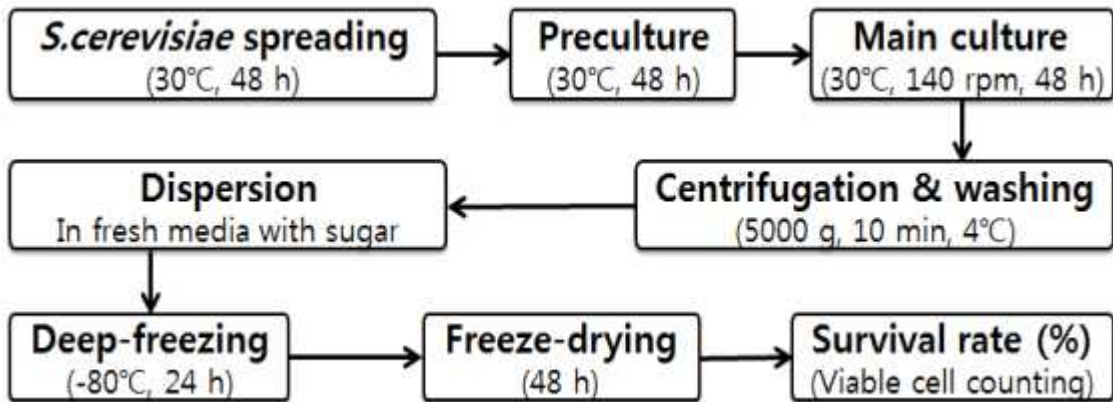 S.cerevisiae spreading
(30℃, 48 h)
Preculture
(30℃, 48 h)
Main culture
(30℃, 140 rpm, 48 h)
Centrifugation & washing
(5000 g, 10 min, 4℃)
Dispersion
In fresh media with sugar
Deep-freezing
(-80℃, 24 h)
Freeze-drying
(48 h)
Survival rate (%)
(Viable cell counting)